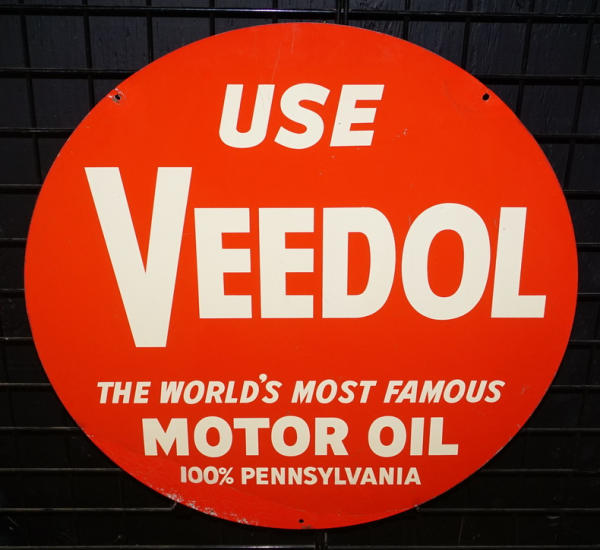 USE
VEEDOL
THE WORLD'S MOST FAMOUS
MOTOR OIL
100% PENNSYLVANIA